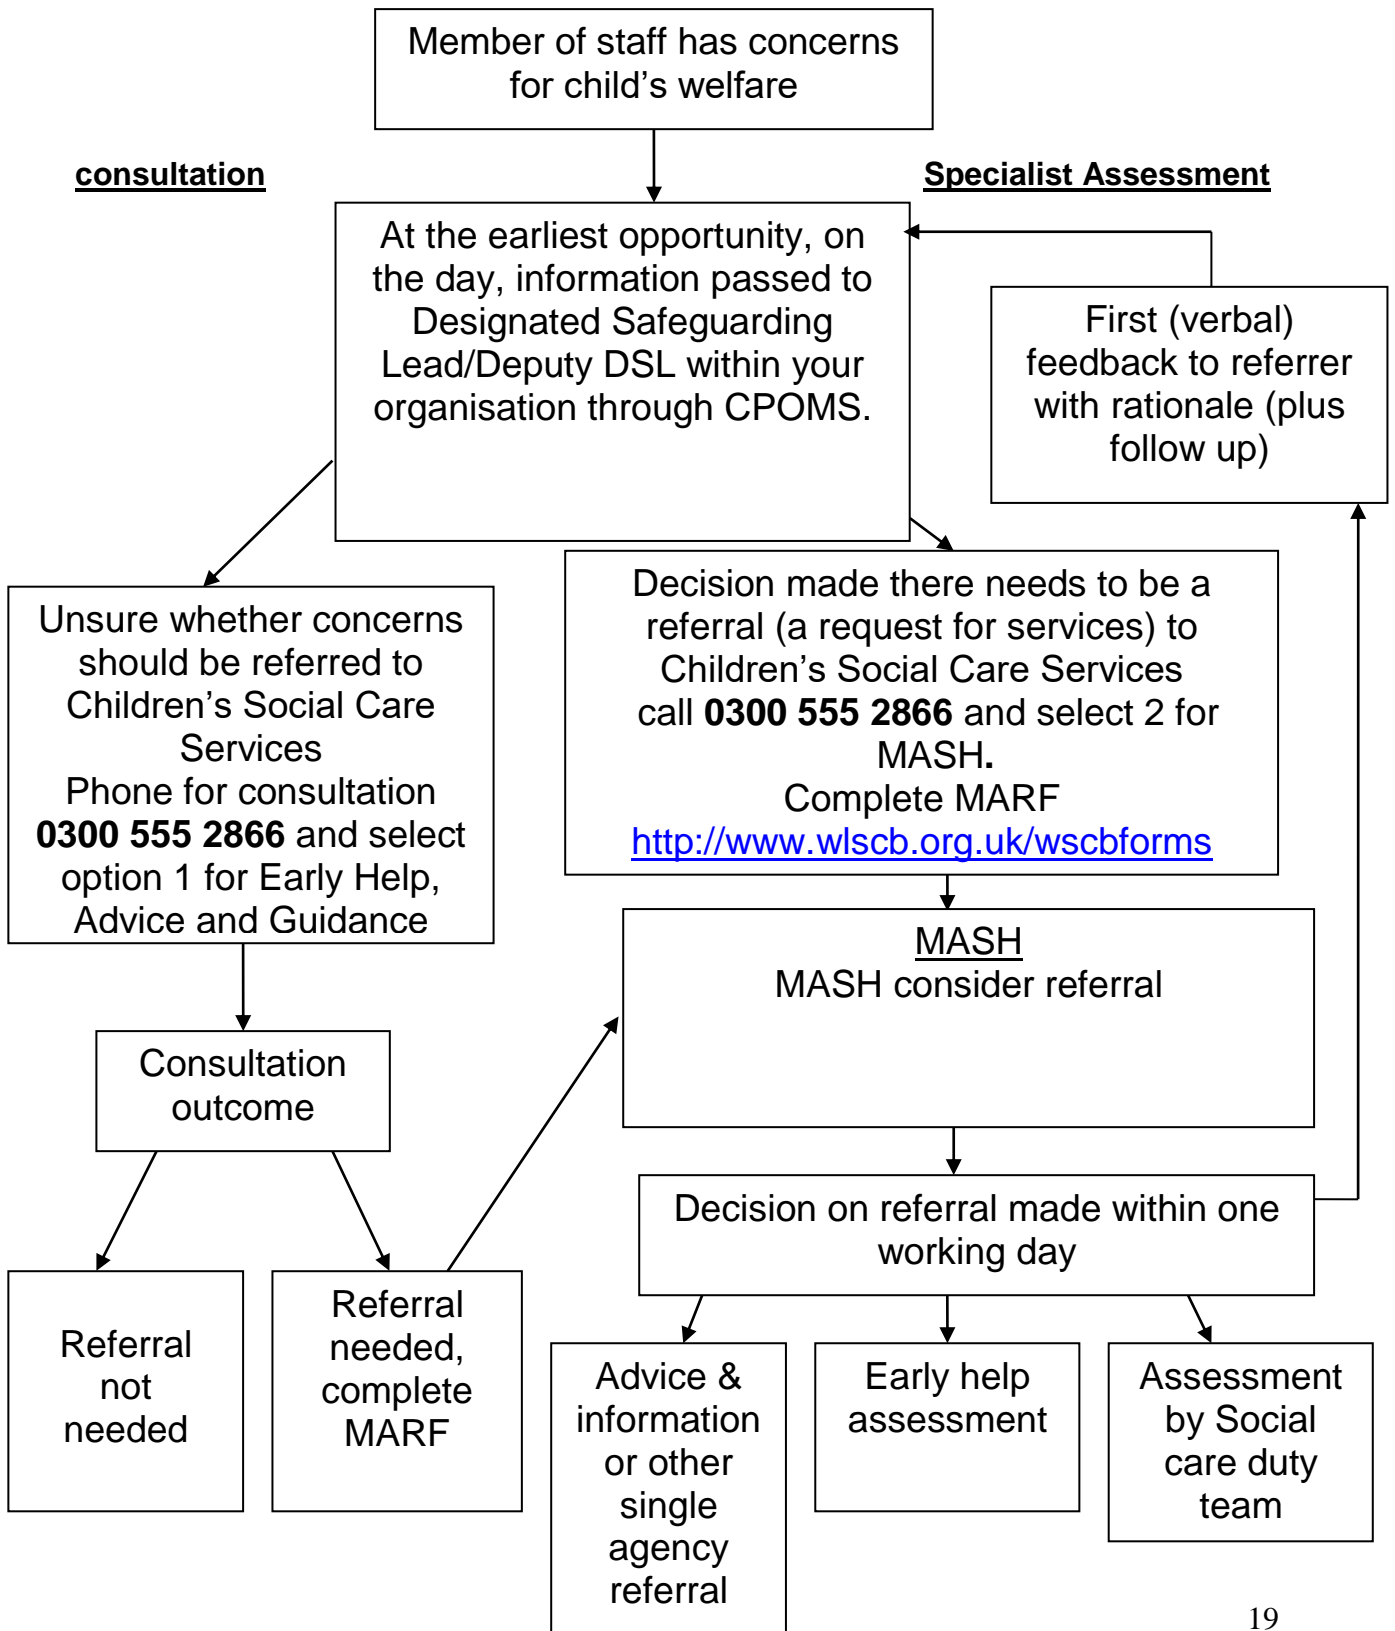 Member of staff has concerns
for child's welfare
consultation
Specialist Assessment
At the earliest opportunity, on
the day, information passed to
Designated Safeguarding
Lead/Deputy DSL within your
organisation through CPOMS.
First (verbal)
feedback to referrer
with rationale (plus
follow up)
Unsure whether concerns
should be referred to
Children's Social Care
Services
Phone for consultation
0300 555 2866 and select
option 1 for Early Help,
Advice and Guidance
Decision made there needs to be a
referral (a request for services) to
Children's Social Care Services
call 0300 555 2866 and select 2 for
MASH.
Complete MARF
http://www.wlscb.org.uk/wscbforms
MASH
MASH consider referral
Consultation
outcome
Decision on referral made within one
working day
Referral
not
needed
Referral
needed,
complete
MARF
Advice &
information
or other
single
agency
referral
Early help
assessment
Assessment
by Social
care duty
team
19